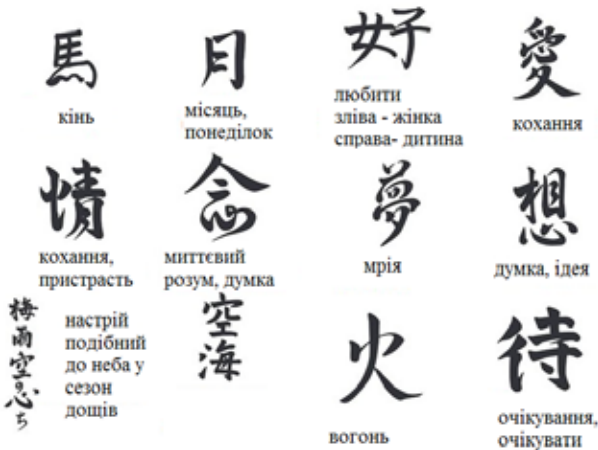 馬
кінь
月
місяць,
понеділок
好
любити
зліва - жінка
справа- дитина
愛
кохання
情
кохання,
пристрасть
念
миттєвий
розум, думка
夢
мрія
想
думка, ідея
梅
雨
空
настрій
подібний
до неба у
сезон
дощів
空
海
火
вогонь
待
очікування,
очікувати